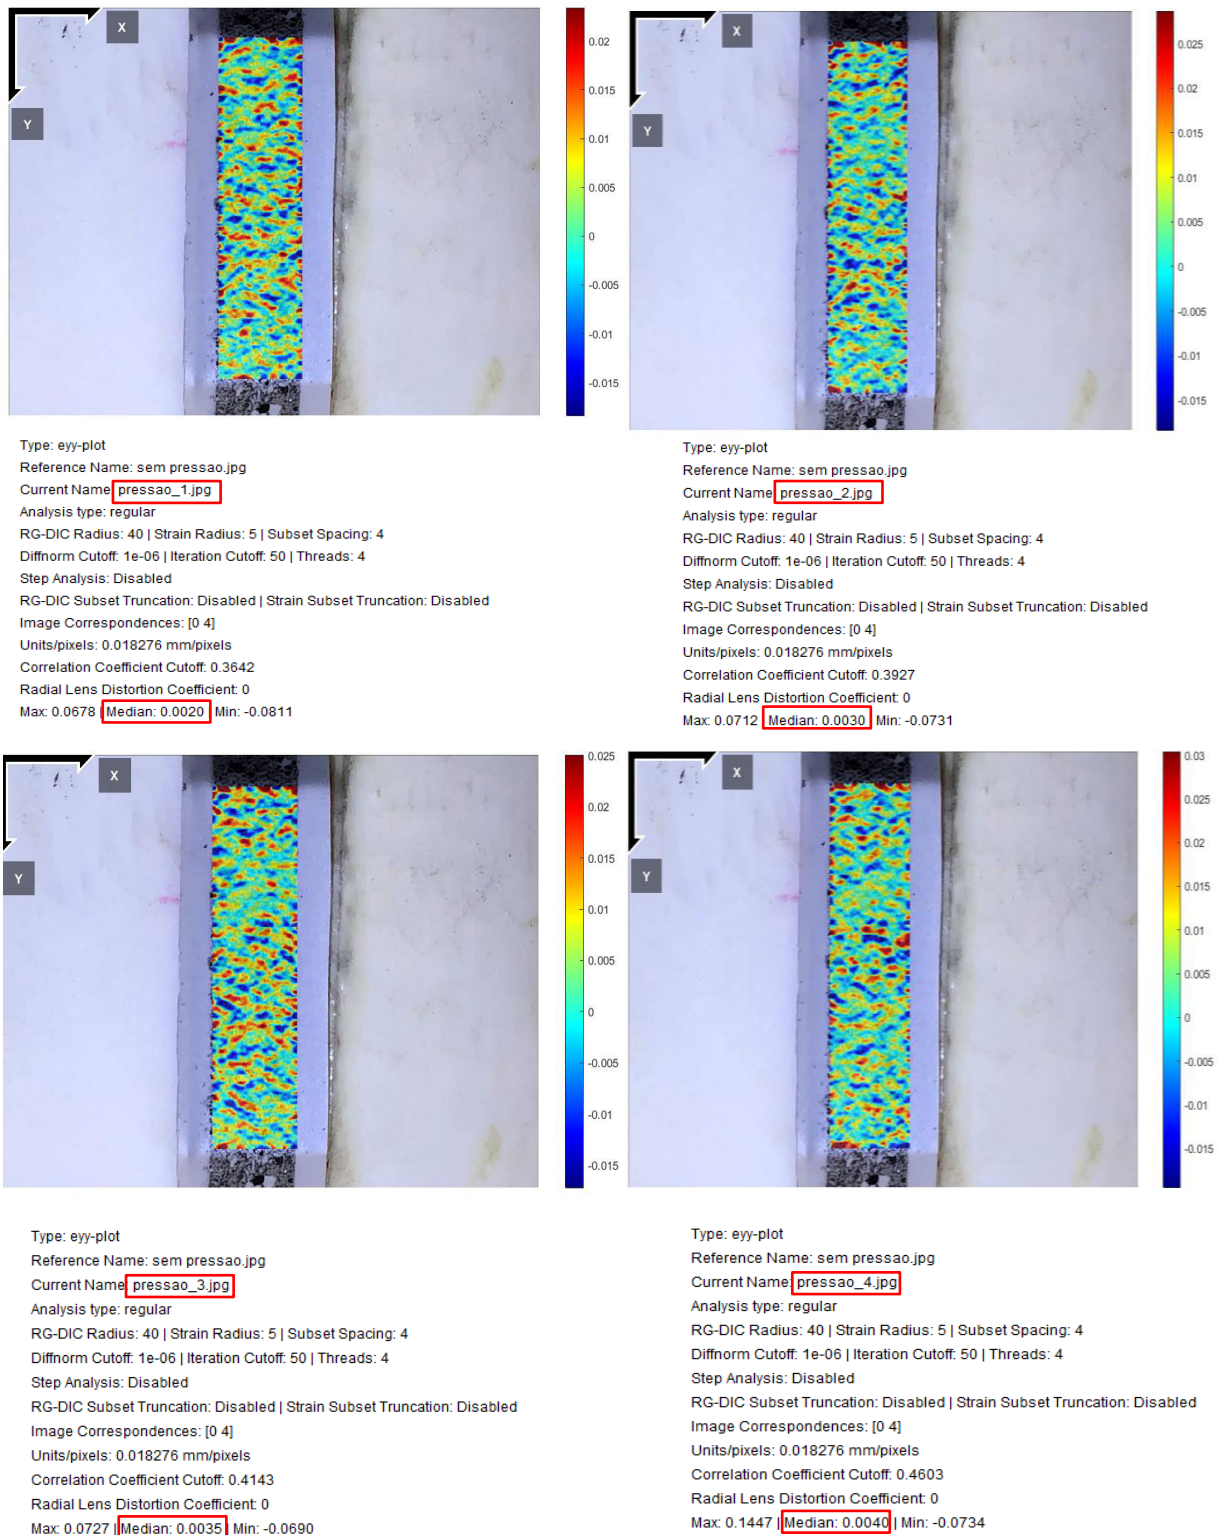 X
Y
0.02
0.015
0.01
0.005
0
-0.005
-0.01
-0.015
Type: eyy-plot
Reference Name: sem pressao.jpg
Current Name: pressao_1.jpg
Analysis type: regular
RG-DIC Radius: 40 | Strain Radius: 5 | Subset Spacing: 4
Diffnorm Cutoff: 1e-06 | Iteration Cutoff: 50 | Threads: 4
Step Analysis: Disabled
RG-DIC Subset Truncation: Disabled | Strain Subset Truncation: Disabled
Image Correspondences: [0 4]
Units/pixels: 0.018276 mm/pixels
Correlation Coefficient Cutoff: 0.3642
Radial Lens Distortion Coefficient: 0
Max: 0.0678 | Median: 0.0020 | Min: -0.0811
X
Y
0.025
0.02
0.015
0.01
0.005
0
-0.005
-0.01
-0.015
Type: eyy-plot
Reference Name: sem pressao.jpg
Current Name: pressao_2.jpg
Analysis type: regular
RG-DIC Radius: 40 | Strain Radius: 5 | Subset Spacing: 4
Diffnorm Cutoff: 1e-06 | Iteration Cutoff: 50 | Threads: 4
Step Analysis: Disabled
RG-DIC Subset Truncation: Disabled | Strain Subset Truncation: Disabled
Image Correspondences: [0 4]
Units/pixels: 0.018276 mm/pixels
Correlation Coefficient Cutoff: 0.3927
Radial Lens Distortion Coefficient: 0
Max: 0.0712 | Median: 0.0030 | Min: -0.0731
X
Y
0.025
0.02
0.015
0.01
0.005
0
-0.005
-0.01
-0.015
Type: eyy-plot
Reference Name: sem pressao.jpg
Current Name: pressao_3.jpg
Analysis type: regular
RG-DIC Radius: 40 | Strain Radius: 5 | Subset Spacing: 4
Diffnorm Cutoff: 1e-06 | Iteration Cutoff: 50 | Threads: 4
Step Analysis: Disabled
RG-DIC Subset Truncation: Disabled | Strain Subset Truncation: Disabled
Image Correspondences: [0 4]
Units/pixels: 0.018276 mm/pixels
Correlation Coefficient Cutoff: 0.4143
Radial Lens Distortion Coefficient: 0
Max: 0.0727 | Median: 0.0035 | Min: -0.0690
X
Y
0.03
0.025
0.02
0.015
0.01
0.005
0
-0.005
-0.01
-0.015
Type: eyy-plot
Reference Name: sem pressao.jpg
Current Name: pressao_4.jpg
Analysis type: regular
RG-DIC Radius: 40 | Strain Radius: 5 | Subset Spacing: 4
Diffnorm Cutoff: 1e-06 | Iteration Cutoff: 50 | Threads: 4
Step Analysis: Disabled
RG-DIC Subset Truncation: Disabled | Strain Subset Truncation: Disabled
Image Correspondences: [0 4]
Units/pixels: 0.018276 mm/pixels
Correlation Coefficient Cutoff: 0.4603
Radial Lens Distortion Coefficient: 0
Max: 0.1447 | Median: 0.0040 | Min: -0.0734